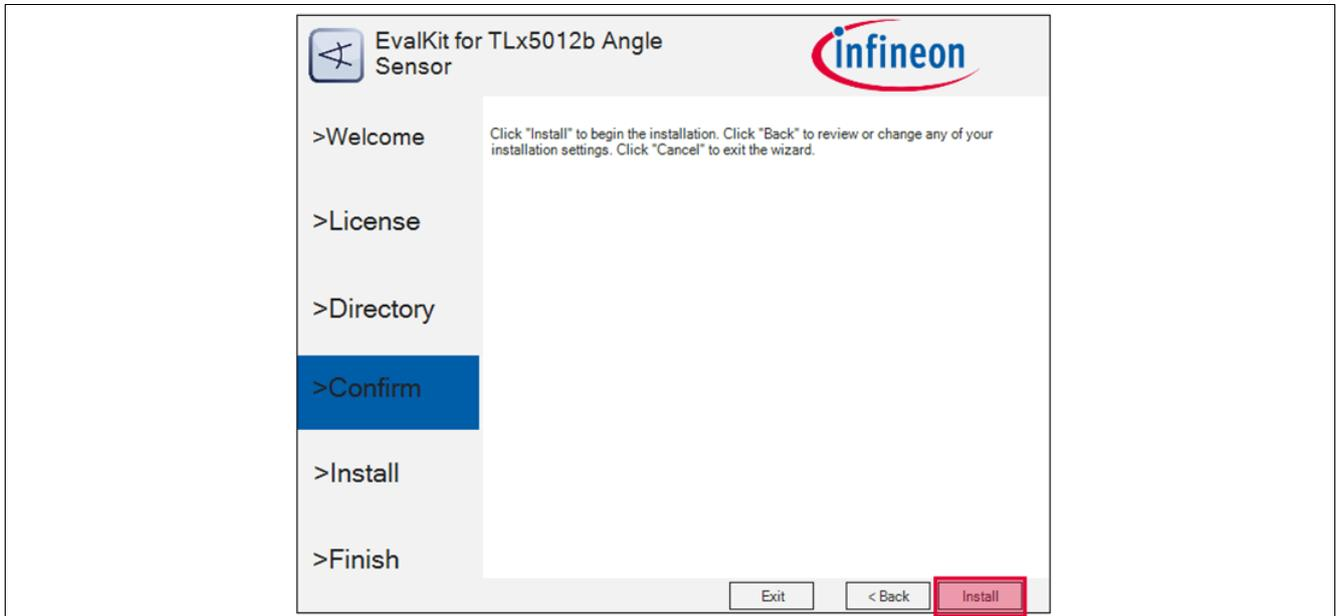 EvalKit for TLx5012b Angle
Sensor
infineon
>Welcome
Click "Install" to begin the installation. Click "Back" to review or change any of your
installation settings. Click "Cancel" to exit the wizard.
>License
>Directory
>Confirm
>Install
>Finish
Exit
< Back
Install